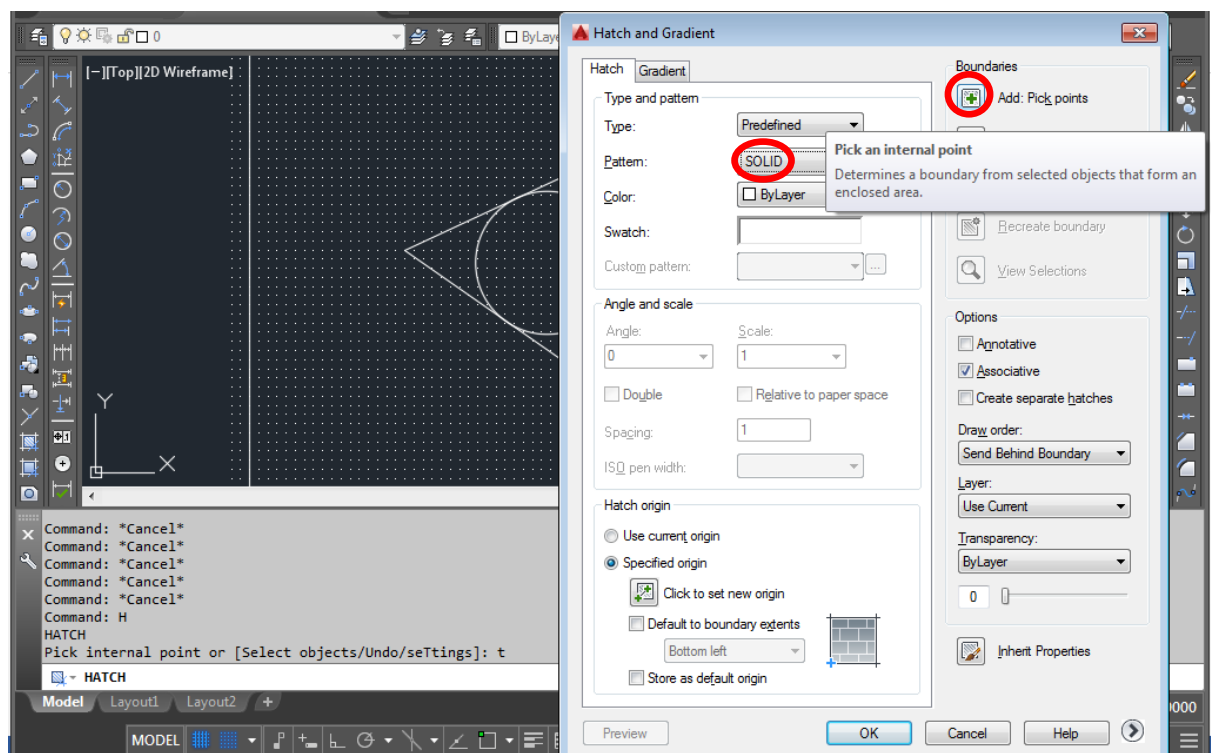 0
ByLaye
[−][Top][2D Wireframe]
Y
X
Command: *Cancel*
Command: *Cancel*
Command: *Cancel*
Command: *Cancel*
Command: *Cancel*
Command: H
HATCH
Pick internal point or [Select objects/Undo/seTtings]: t
HATCH
Model Layout1 Layout2 +
MODEL
Hatch and Gradient
Hatch Gradient
Type and pattern
Type: Predefined
Pattern: SOLID
Color: ByLayer
Swatch:
Custom pattern: ...
Angle and scale
Angle: Scale:
0 1
Double Relative to paper space
Spacing: 1
ISO pen width:
Hatch origin
Use current origin
Specified origin
Click to set new origin
Default to boundary extents
Bottom left
Store as default origin
Boundaries
Add: Pick points
Pick an internal point
Determines a boundary from selected objects that form an
enclosed area.
Recreate boundary
View Selections
Options
Annotative
Associative
Create separate hatches
Draw order:
Send Behind Boundary
Layer:
Use Current
Transparency:
ByLayer
0
Inherit Properties
Preview OK Cancel Help
0000